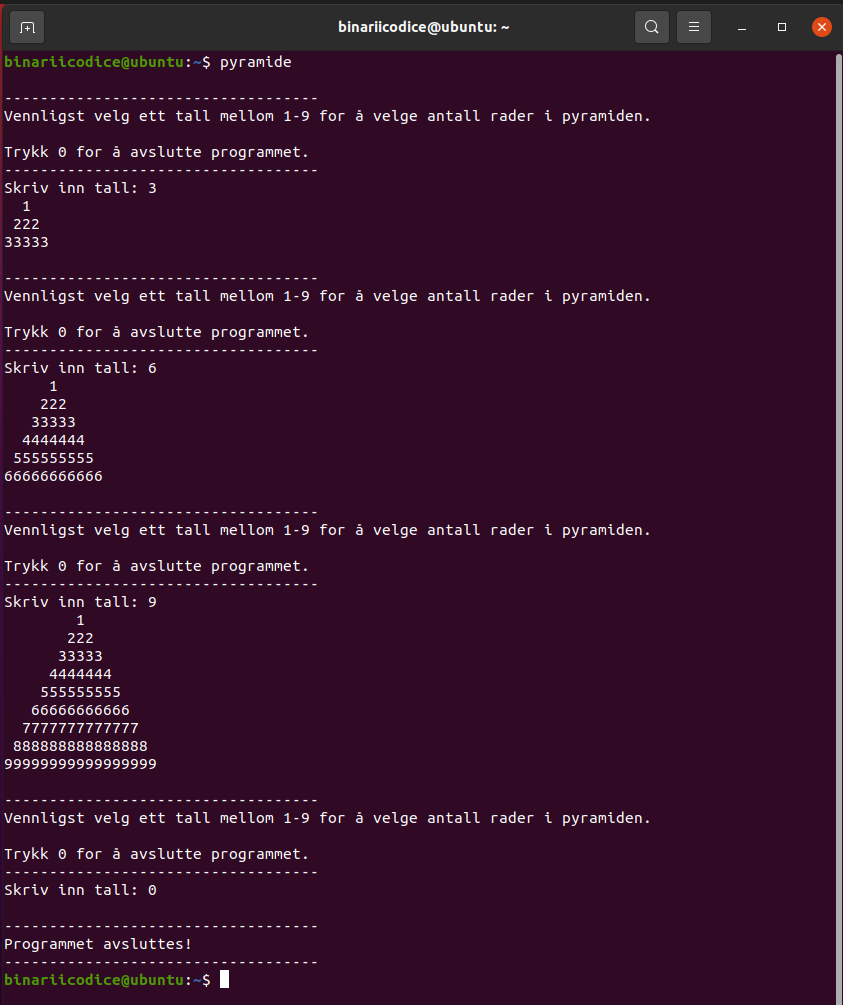 binariicodice@ubuntu: ~
binariicodice@ubuntu:~$ pyramide

-----------------------------------
Vennligst velg ett tall mellom 1-9 for å velge antall rader i pyramiden.

Trykk 0 for å avslutte programmet.
-----------------------------------
Skriv inn tall: 3
  1
 222
33333

-----------------------------------
Vennligst velg ett tall mellom 1-9 for å velge antall rader i pyramiden.

Trykk 0 for å avslutte programmet.
-----------------------------------
Skriv inn tall: 6
     1
    222
   33333
  4444444
 555555555
66666666666

-----------------------------------
Vennligst velg ett tall mellom 1-9 for å velge antall rader i pyramiden.

Trykk 0 for å avslutte programmet.
-----------------------------------
Skriv inn tall: 9
        1
       222
      33333
     4444444
    555555555
   66666666666
  7777777777777
 888888888888888
99999999999999999

-----------------------------------
Vennligst velg ett tall mellom 1-9 for å velge antall rader i pyramiden.

Trykk 0 for å avslutte programmet.
-----------------------------------
Skriv inn tall: 0

-----------------------------------
Programmet avsluttes!
-----------------------------------
binariicodice@ubuntu:~$